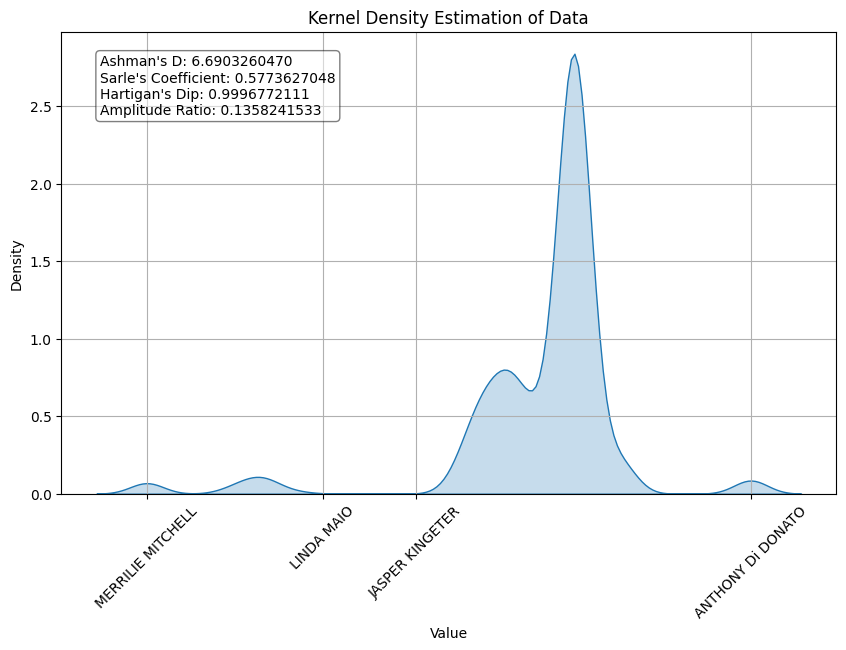 Kernel Density Estimation of Data
Ashman's D: 6.6903260470
Sarle's Coefficient: 0.5773627048
Hartigan's Dip: 0.9996772111
Amplitude Ratio: 0.1358241533
Density
2.5
2.0
1.5
1.0
0.5
0.0
MERRILIE MITCHELL
LINDA MAIO
JASPER KINGETER
ANTHONY Di DONATO
Value